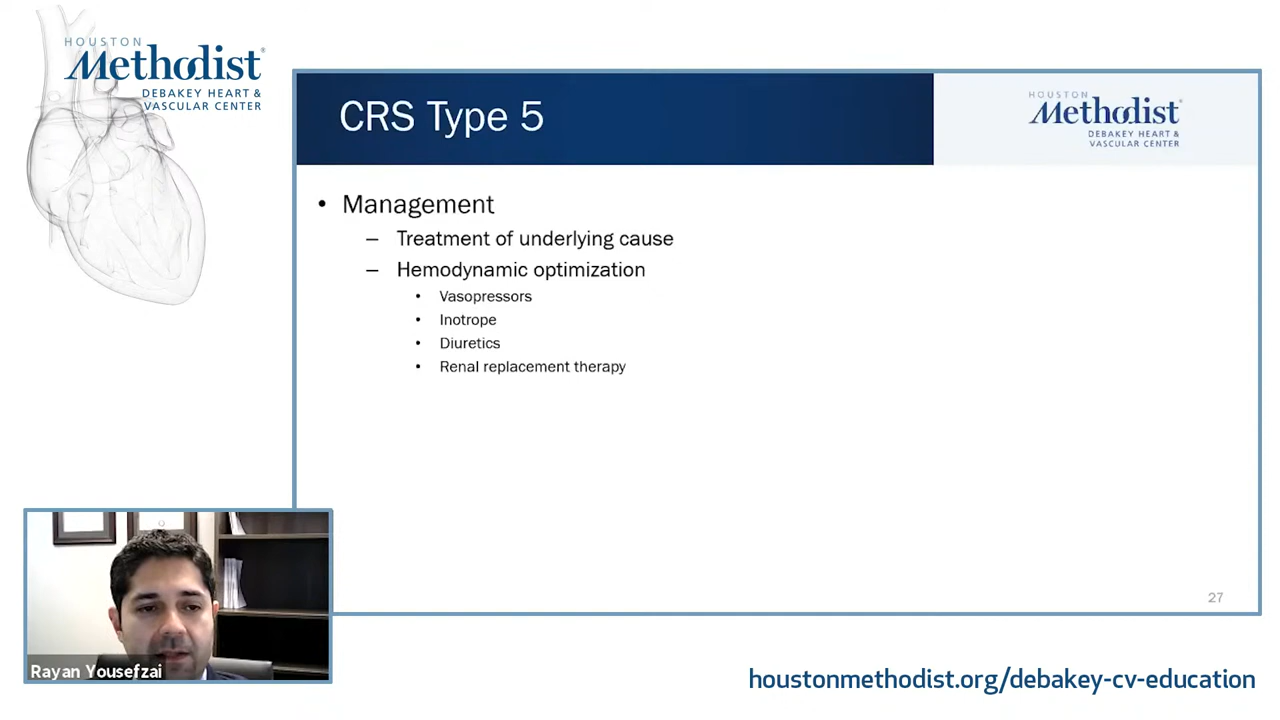 HOUSTON
Methodist®
DEBAKEY HEART &
VASCULAR CENTER
CRS Type 5
HOUSTON
Methodist®
DEBAKEY HEART &
VASCULAR CENTER
• Management
– Treatment of underlying cause
– Hemodynamic optimization
• Vasopressors
• Inotrope
• Diuretics
• Renal replacement therapy
27
Rayan Yousefzai
houstonmethodist.org/debakey-cv-education